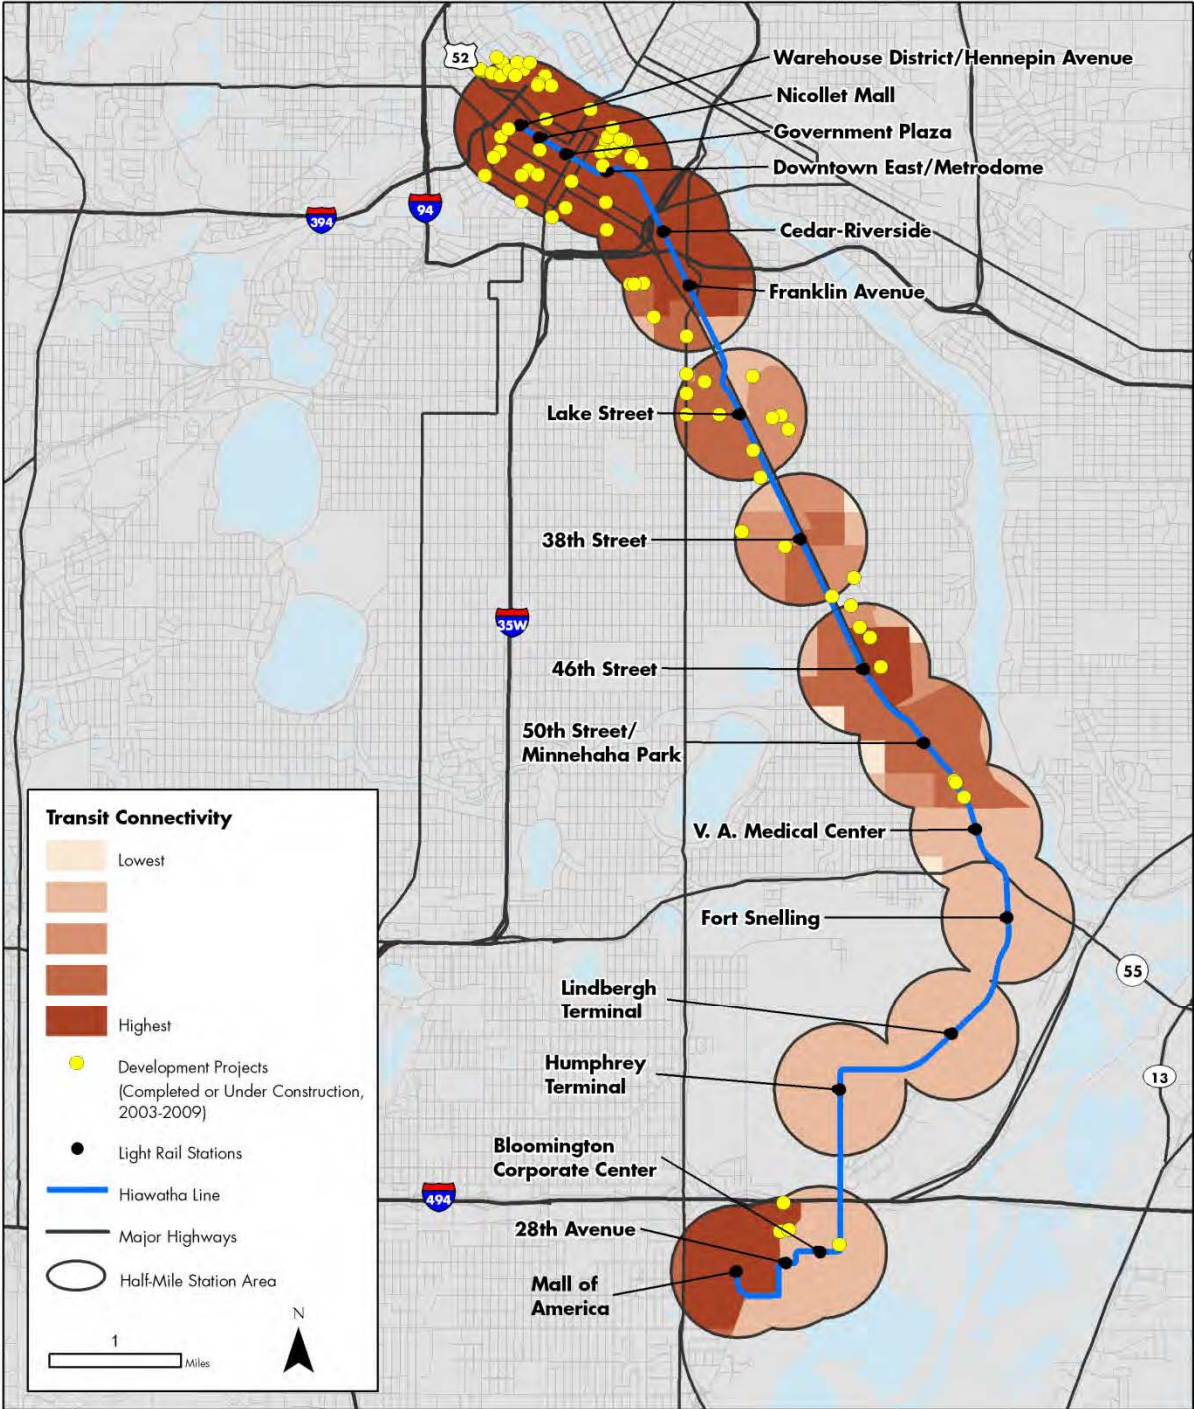 52
Warehouse District/Hennepin Avenue
Nicollet Mall
Government Plaza
Downtown East/Metrodome
94
394
Cedar-Riverside
Franklin Avenue
Lake Street
38th Street
35W
46th Street
50th Street/
Minnehaha Park
V. A. Medical Center
Fort Snelling
55
Lindbergh
Terminal
Humphrey
Terminal
13
Bloomington
Corporate Center
494
28th Avenue
Mall of
America
Transit Connectivity
Lowest
Highest
Development Projects
(Completed or Under Construction,
2003-2009)
Light Rail Stations
Hiawatha Line
Major Highways
Half-Mile Station Area
N
1
Miles